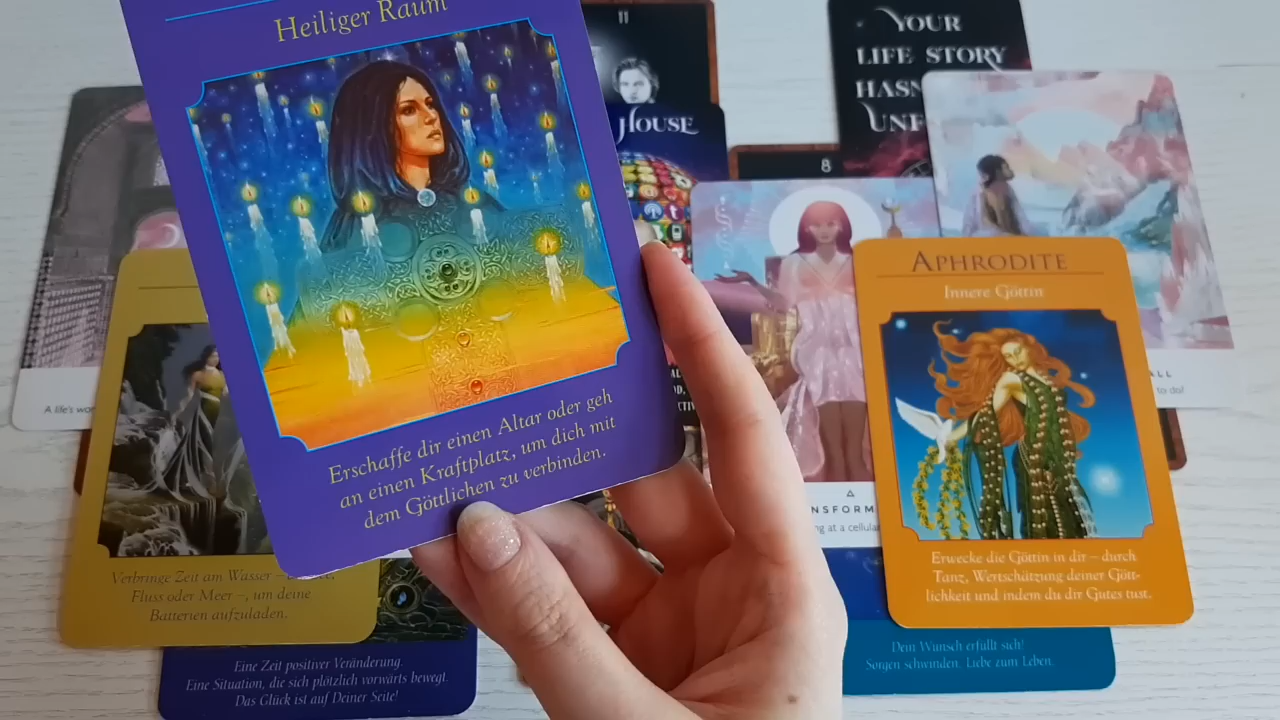 Heiliger Raum
Erschaffe dir einen Altar oder geh
an einen Kraftplatz, um dich mit
dem Göttlichen zu verbinden.
11
House
YOUR
LIFE STORY
8
APHRODITE
Innere Göttin
Erwecke die Göttin in dir – durch
Tanz, Wertschätzung deiner Gött-
lichkeit und indem du dir Gutes tust.
A life's
Verbringe Zeit am Wasser –
Fluss oder Meer –, um deine
Batterien aufzuladen.
Eine Zeit positiver Veränderung.
Eine Situation, die sich plötzlich vorwärts bewegt.
Das Glück ist auf Deiner Seite!
at a
to do!
Dein Wunsch erfüllt sich!
Sorgen schwinden. Liebe zum Leben.